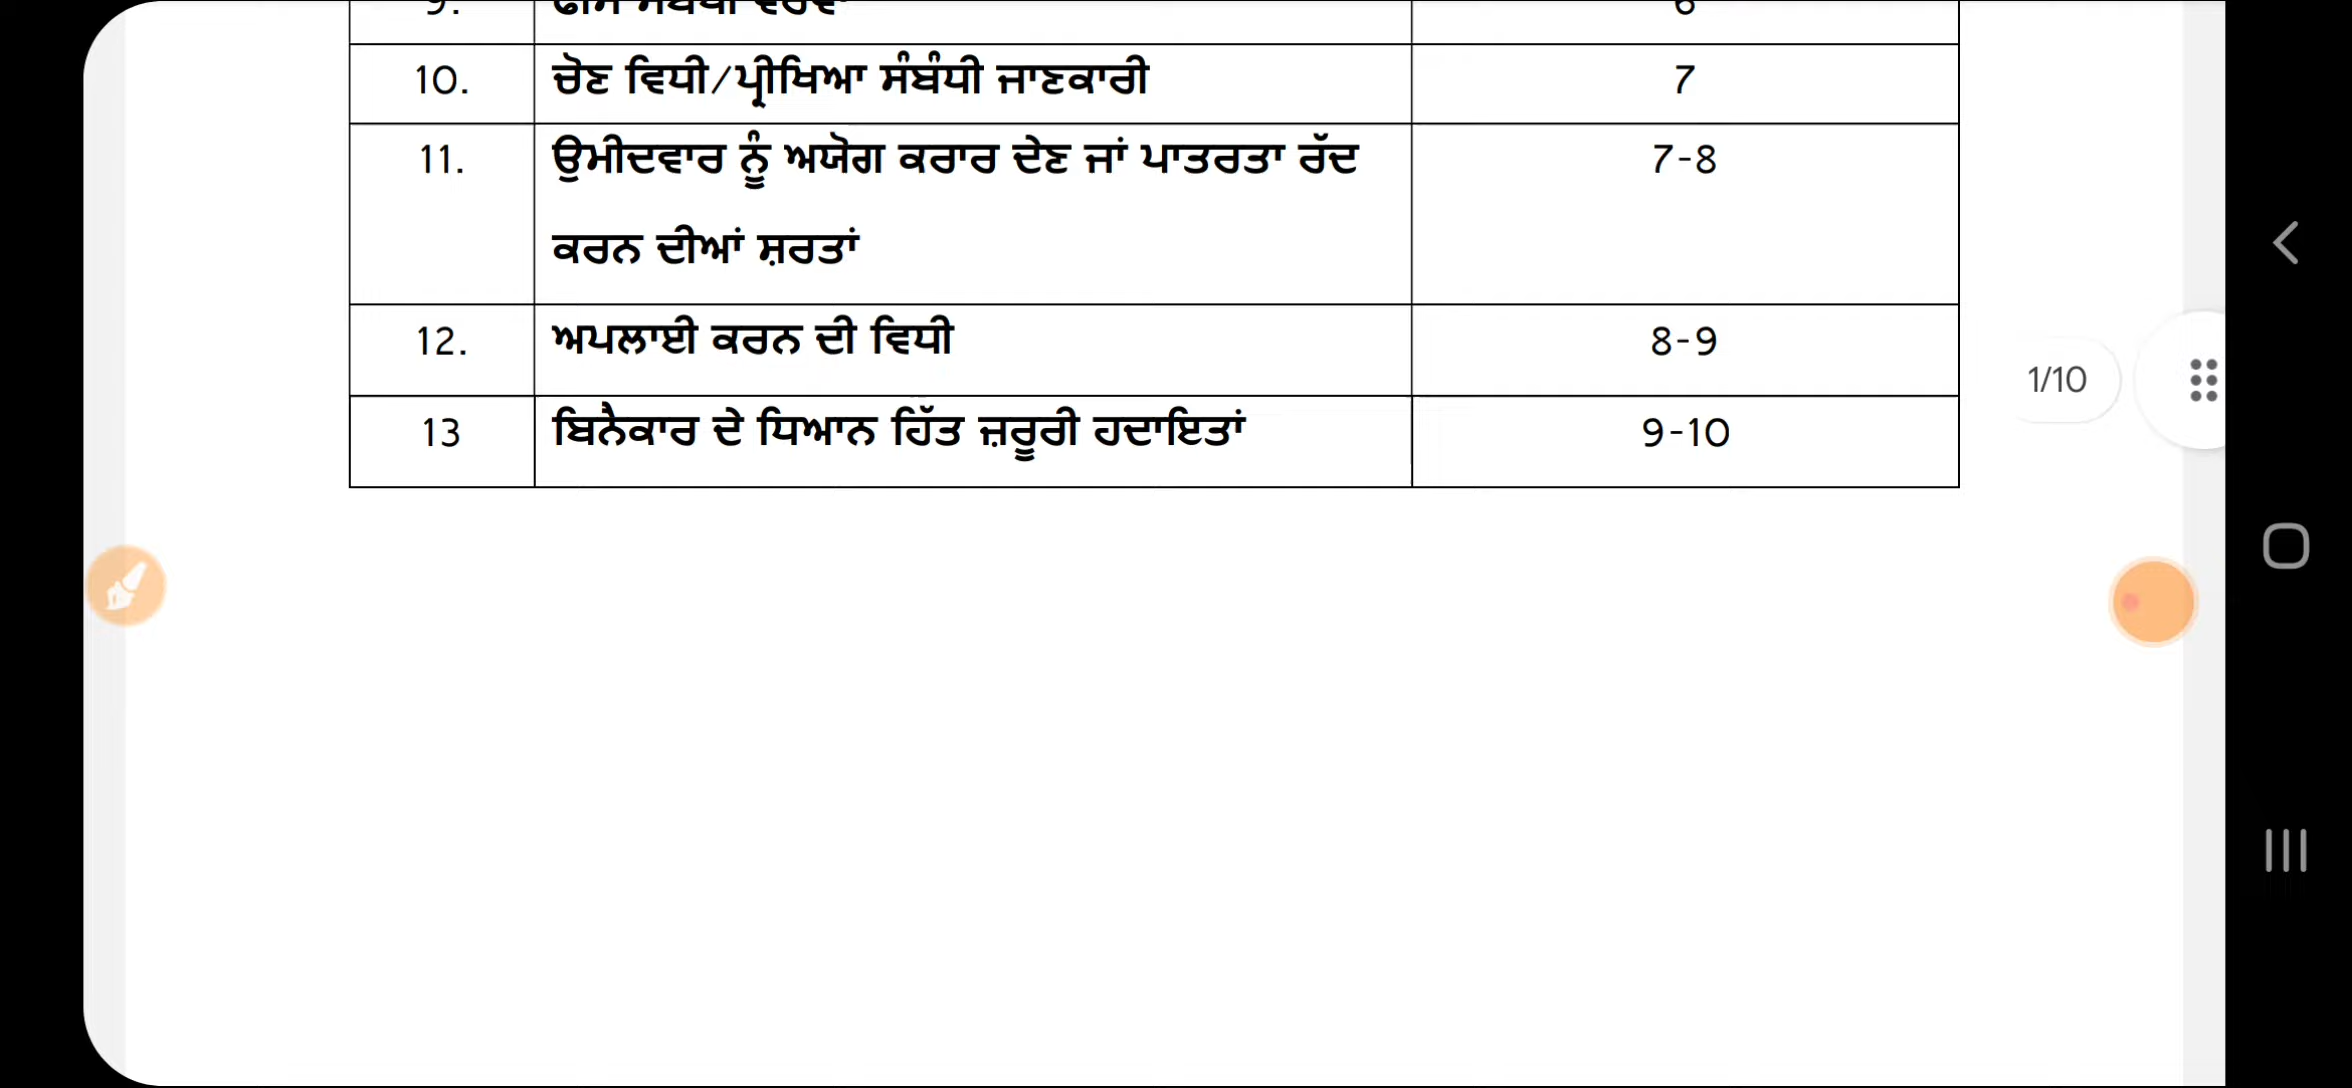 10. ਚੋਣ ਵਿਧੀ/ਪ੍ਰੀਖਿਆ ਸੰਬੰਧੀ ਜਾਣਕਾਰੀ 7
11. ਉਮੀਦਵਾਰ ਨੂੰ ਅਯੋਗ ਕਰਾਰ ਦੇਣ ਜਾਂ ਪਾਤਰਤਾ ਰੱਦ 7-8
ਕਰਨ ਦੀਆਂ ਸ਼ਰਤਾਂ
12. ਅਪਲਾਈ ਕਰਨ ਦੀ ਵਿਧੀ 8-9
1/10
13 ਬਿਨੈਕਾਰ ਦੇ ਧਿਆਨ ਹਿੱਤ ਜ਼ਰੂਰੀ ਹਦਾਇਤਾਂ 9-10